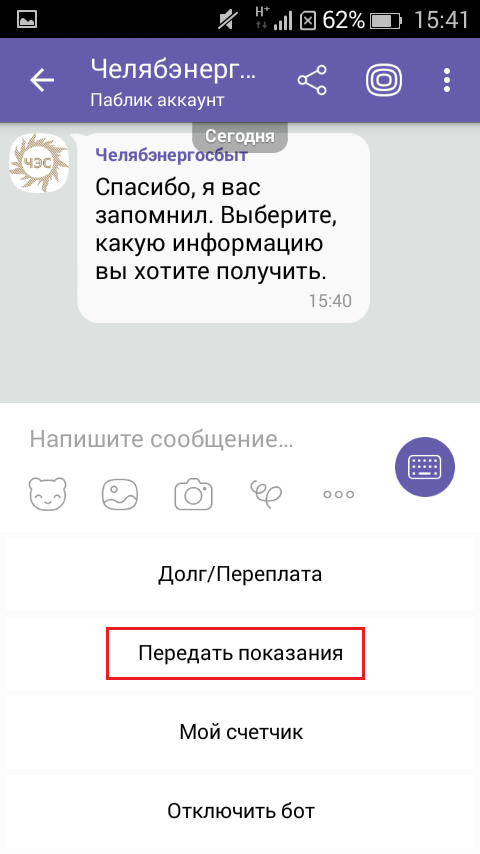 H+ 62% 15:41
Челябэнерг...
Паблик аккаунт
Сегодня
ЧЭС
Челябэнергосбыт
Спасибо, я вас
запомнил. Выберите,
какую информацию
вы хотите получить.
15:40
Напишите сообщение...
Долг/Переплата
Передать показания
Мой счетчик
Отключить бот